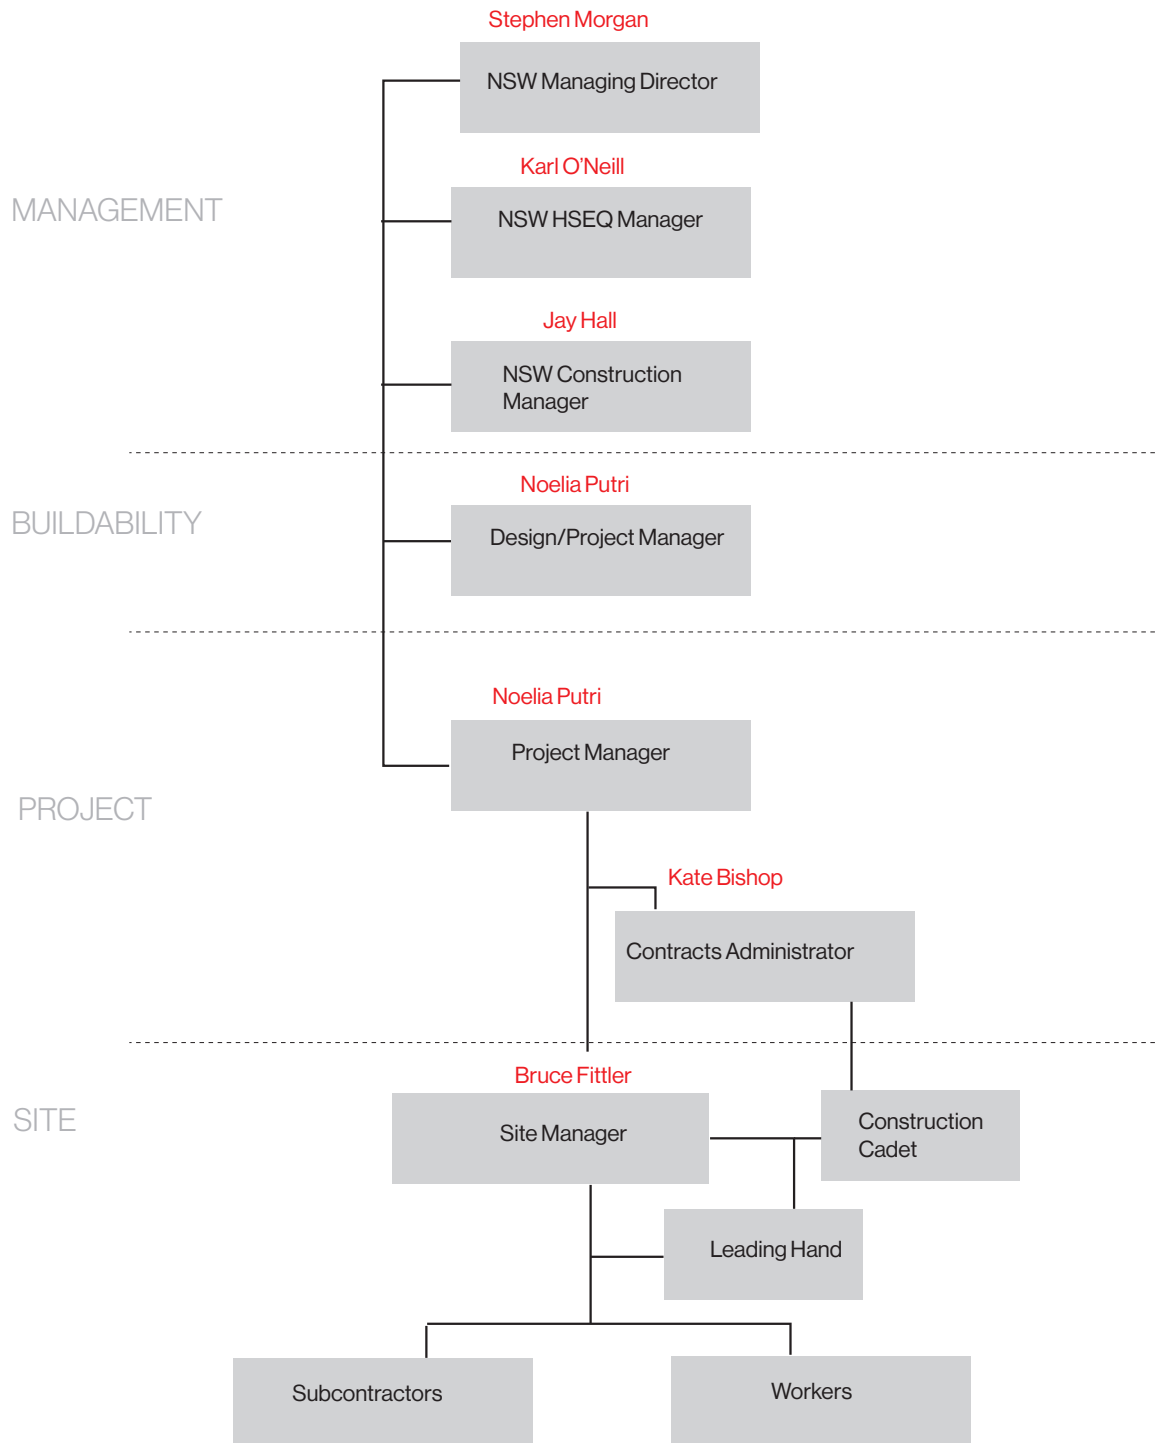 Stephen Morgan
NSW Managing Director
Karl O’Neill
MANAGEMENT
NSW HSEQ Manager
Jay Hall
NSW Construction
Manager
Noelia Putri
BUILDABILITY
Design/Project Manager
Noelia Putri
Project Manager
PROJECT
Kate Bishop
Contracts Administrator
Bruce Fittler
SITE
Site Manager
Construction
Cadet
Leading Hand
Subcontractors
Workers